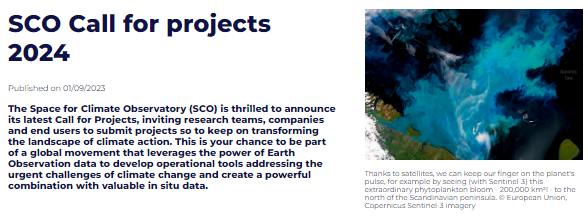 SCO Call for projects
2024
Published on 01/09/2023
The Space for Climate Observatory (SCO) is thrilled to announce
its latest Call for Projects, inviting research teams, companies
and end users to submit projects so to keep on transforming
the landscape of climate action. This is your chance to be part
of a global movement that leverages the power of Earth
Observation data to develop operational tools addressing the
urgent challenges of climate change and create a powerful
combination with valuable in situ data.
Thanks to satellites, we can keep our finger on the planet's
pulse, for example by seeing (with Sentinel-3) this
extraordinary phytoplankton bloom - 200,000 km²! - to the
north of the Scandinavian peninsula. © European Union,
Copernicus Sentinel-3 imagery